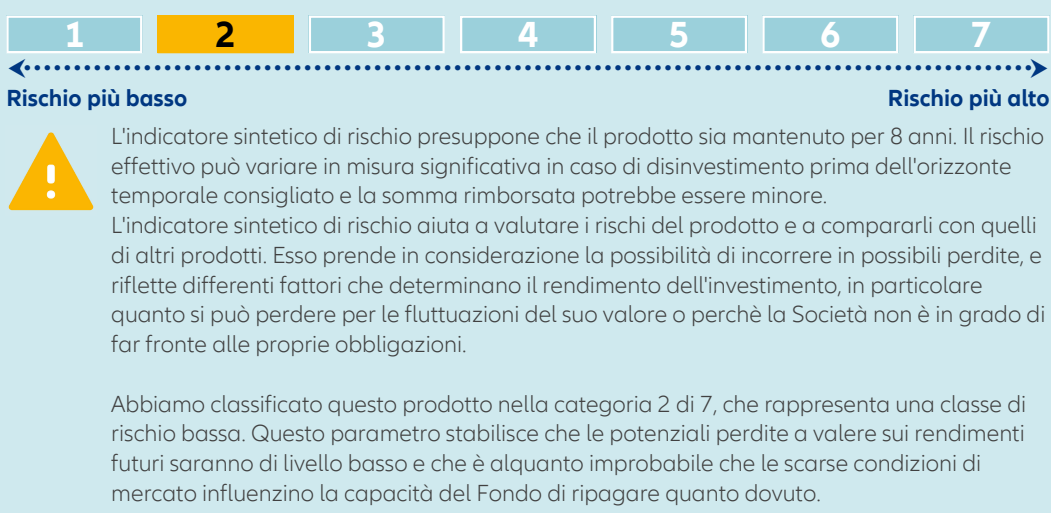 1 2 3 4 5 6 7
Rischio più basso Rischio più alto
L'indicatore sintetico di rischio presuppone che il prodotto sia mantenuto per 8 anni. Il rischio
effettivo può variare in misura significativa in caso di disinvestimento prima dell'orizzonte
temporale consigliato e la somma rimborsata potrebbe essere minore.
L'indicatore sintetico di rischio aiuta a valutare i rischi del prodotto e a compararli con quelli
di altri prodotti. Esso prende in considerazione la possibilità di incorrere in possibili perdite, e
riflette differenti fattori che determinano il rendimento dell'investimento, in particolare
quanto si può perdere per le fluttuazioni del suo valore o perchè la Società non è in grado di
far fronte alle proprie obbligazioni.
Abbiamo classificato questo prodotto nella categoria 2 di 7, che rappresenta una classe di
rischio bassa. Questo parametro stabilisce che le potenziali perdite a valere sui rendimenti
futuri saranno di livello basso e che è alquanto improbabile che le scarse condizioni di
mercato influenzino la capacità del Fondo di ripagare quanto dovuto.